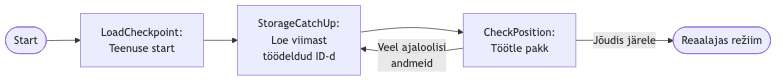 Start
LoadCheckpoint:
Teenuse start
StorageCatchUp:
Loe viimast
töödeldud ID-d
Veel ajaloolisi
andmeid
CheckPosition:
Töötle pakk
Jõudis järele
Reaalajas režiim